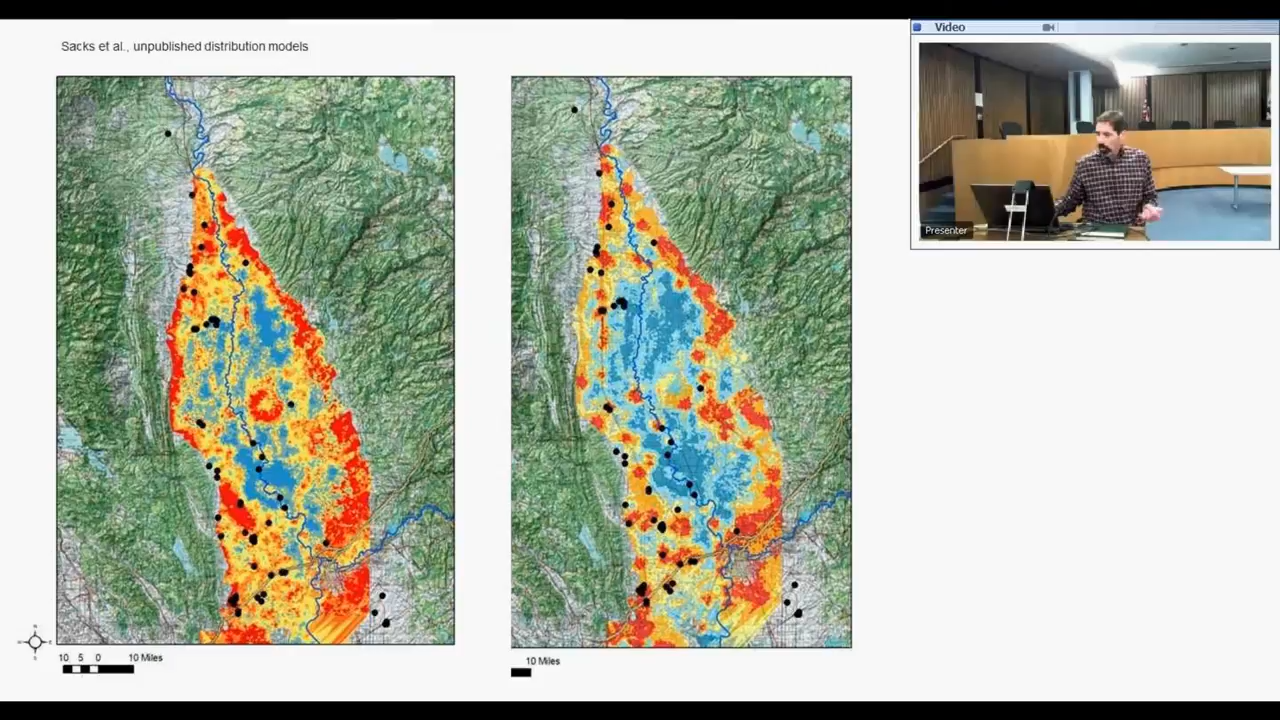 Sacks et al., unpublished distribution models
Video
Presenter
10 5 0 10 Miles
10 Miles